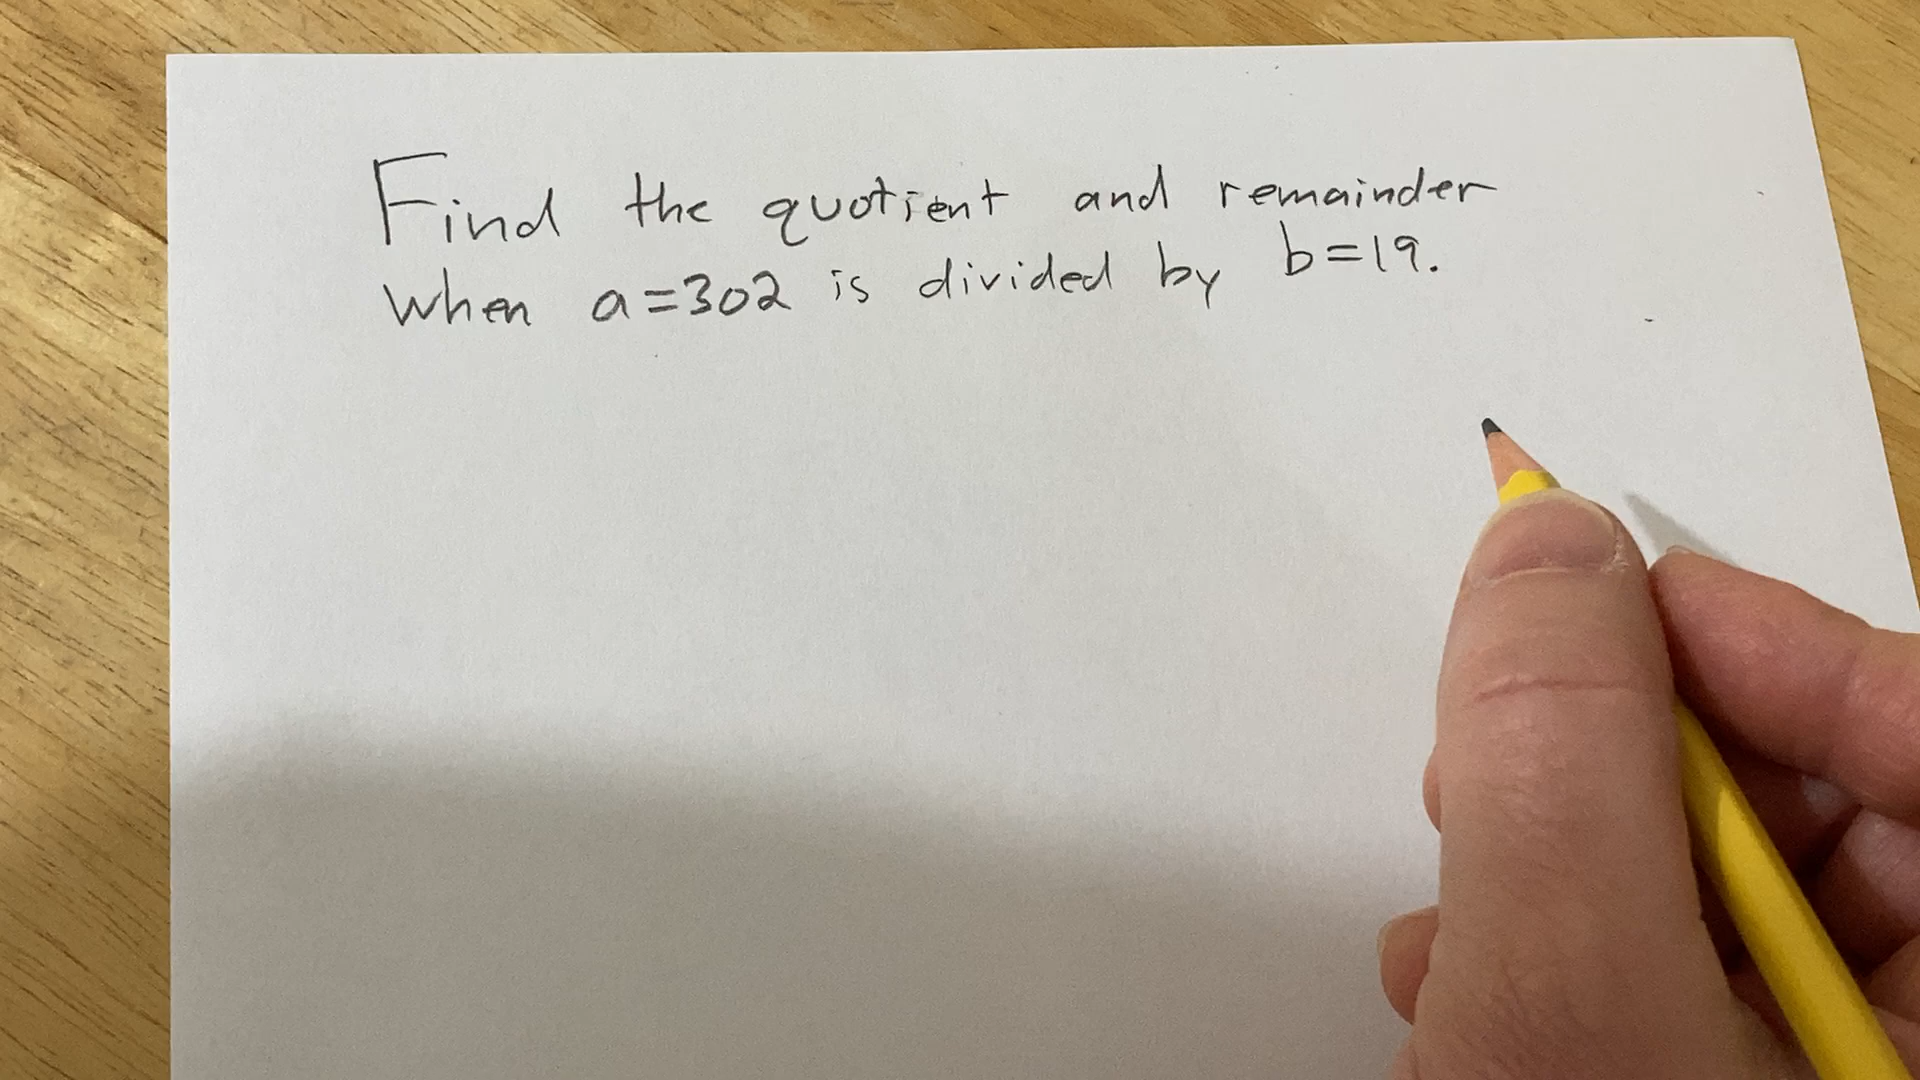 Find the quotient and remainder
when a=302 is divided by b=19.